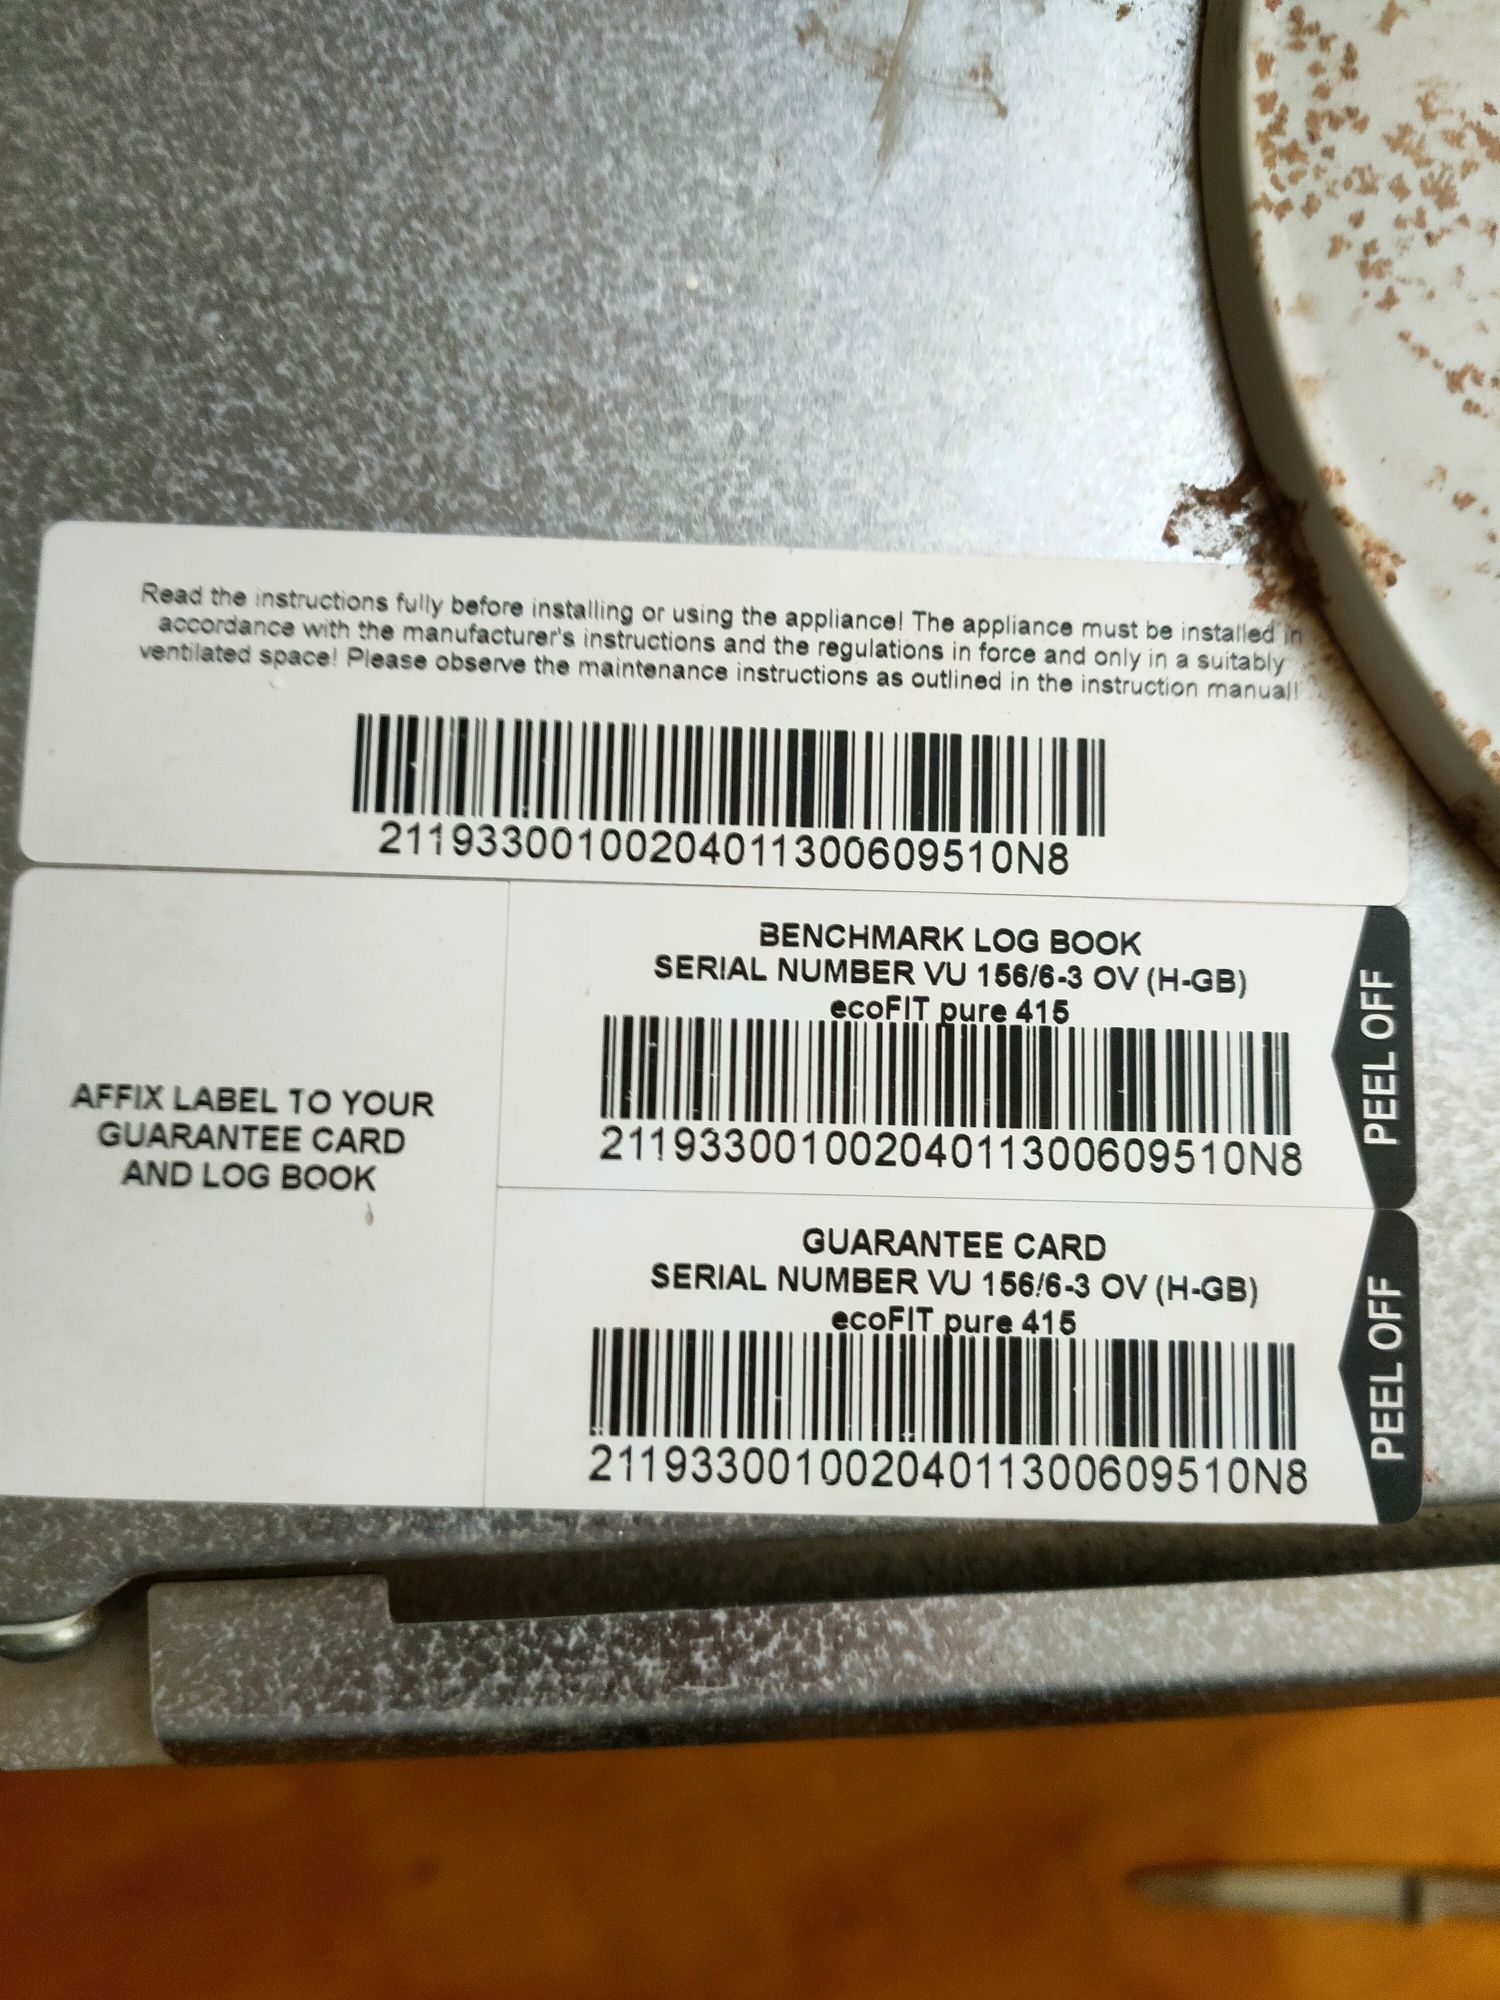 Read the instructions fully before installing or using the appliance! The appliance must be installed in
accordance with the manufacturer's instructions and the regulations in force and only in a suitably
ventilated space! Please observe the maintenance instructions as outlined in the instruction manual!
21193300100204011300609510N8
AFFIX LABEL TO YOUR
GUARANTEE CARD
AND LOG BOOK
BENCHMARK LOG BOOK
SERIAL NUMBER VU 156/6-3 OV (H-GB)
ecoFIT pure 415
21193300100204011300609510N8
PEEL OFF
GUARANTEE CARD
SERIAL NUMBER VU 156/6-3 OV (H-GB)
ecoFIT pure 415
21193300100204011300609510N8
PEEL OFF